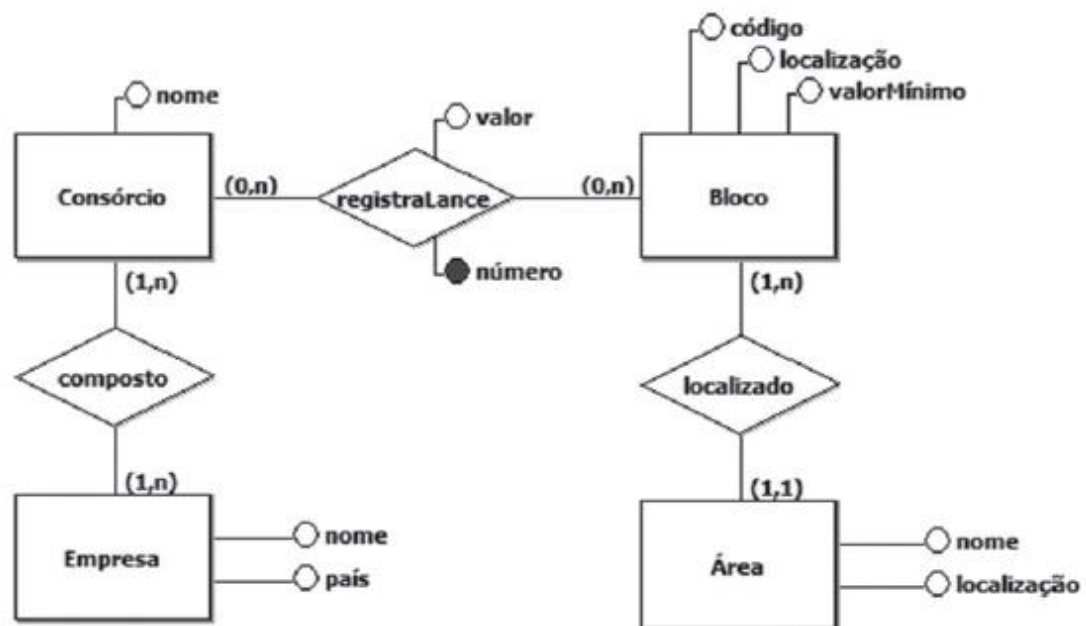 código
localização
valorMínimo
nome
valor
Consórcio
(0,n)
registraLance
(0,n)
Bloco
número
(1,n)
(1,n)
composto
localizado
(1,n)
(1,1)
Empresa
nome
país
Área
nome
localização